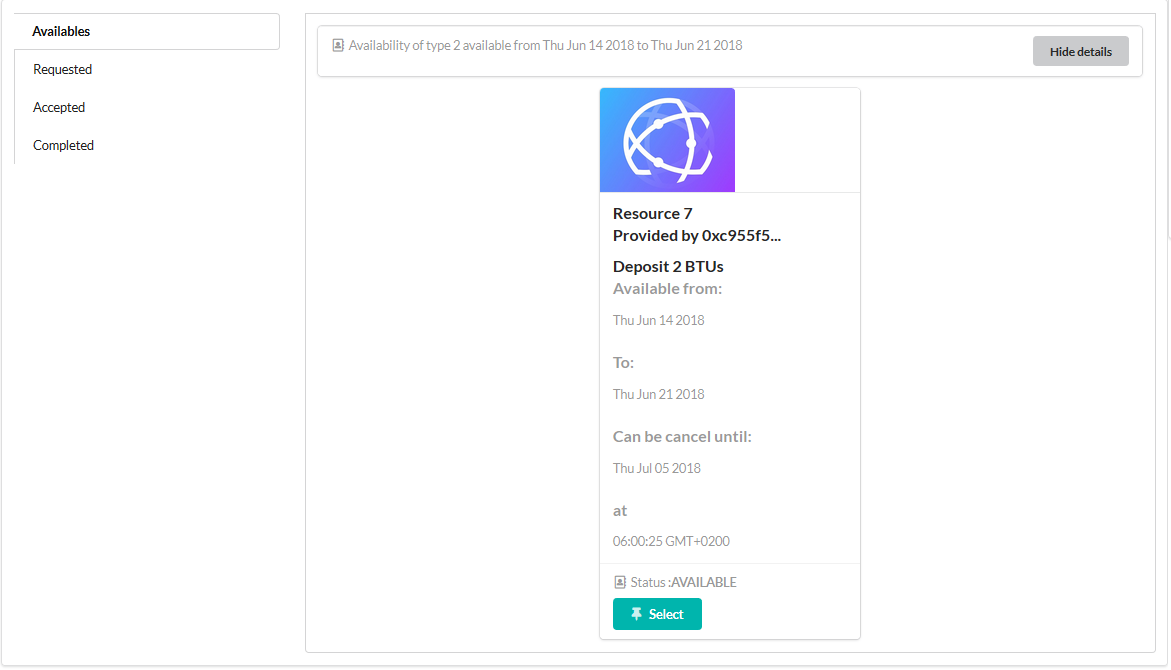 Availables
Requested
Accepted
Completed
Availability of type 2 available from Thu Jun 14 2018 to Thu Jun 21 2018
Hide details
Resource 7
Provided by 0xc955f5...
Deposit 2 BTUs
Available from:
Thu Jun 14 2018
To:
Thu Jun 21 2018
Can be cancel until:
Thu Jul 05 2018
at
06:00:25 GMT+0200
Status :AVAILABLE
Select